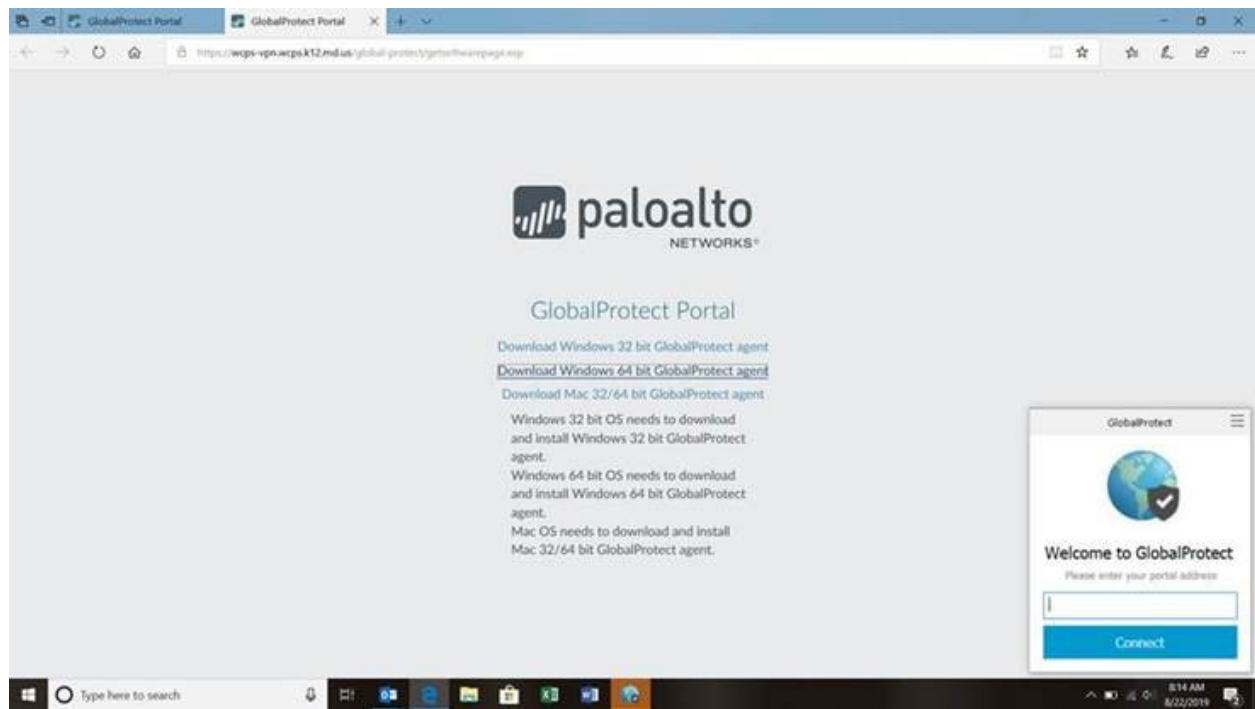 GlobalProtect Portal
GlobalProtect Portal
https://wcps-vpn.wcps.k12.md.us/global-protect/getsoftwarepage.esp
paloalto
NETWORKS®
GlobalProtect Portal
Download Windows 32 bit GlobalProtect agent
Download Windows 64 bit GlobalProtect agent
Download Mac 32/64 bit GlobalProtect agent
Windows 32 bit OS needs to download
and install Windows 32 bit GlobalProtect
agent.
Windows 64 bit OS needs to download
and install Windows 64 bit GlobalProtect
agent.
Mac OS needs to download and install
Mac 32/64 bit GlobalProtect agent.
GlobalProtect
Welcome to GlobalProtect
Please enter your portal address
Connect
Type here to search
8:14 AM
8/22/2019
2